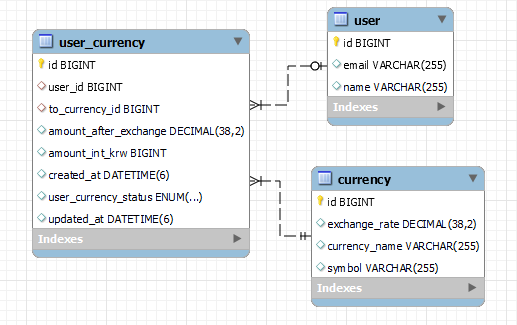 user_currency
id BIGINT
user_id BIGINT
to_currency_id BIGINT
amount_after_exchange DECIMAL(38,2)
amount_int_krw BIGINT
created_at DATETIME(6)
user_currency_status ENUM(...)
updated_at DATETIME(6)
Indexes
user
id BIGINT
email VARCHAR(255)
name VARCHAR(255)
Indexes
currency
id BIGINT
exchange_rate DECIMAL(38,2)
currency_name VARCHAR(255)
symbol VARCHAR(255)
Indexes